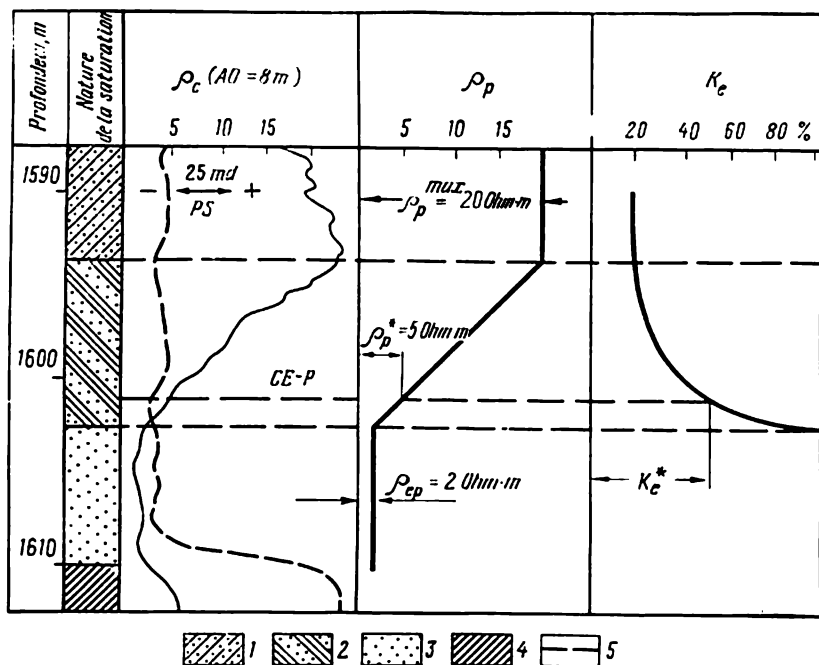 Profondeur, m
Nature de la saturation
ρc (AO = 8 m)
5 10 15
ρp
5 10 15
Ke
20 40 60 80 %
1590
1600
1610
− 25 md +
PS
CE-P
ρp max = 20 Ohm·m
ρp* = 5 Ohm m
ρep = 2 Ohm·m
Ke*
1 2 3 4 5